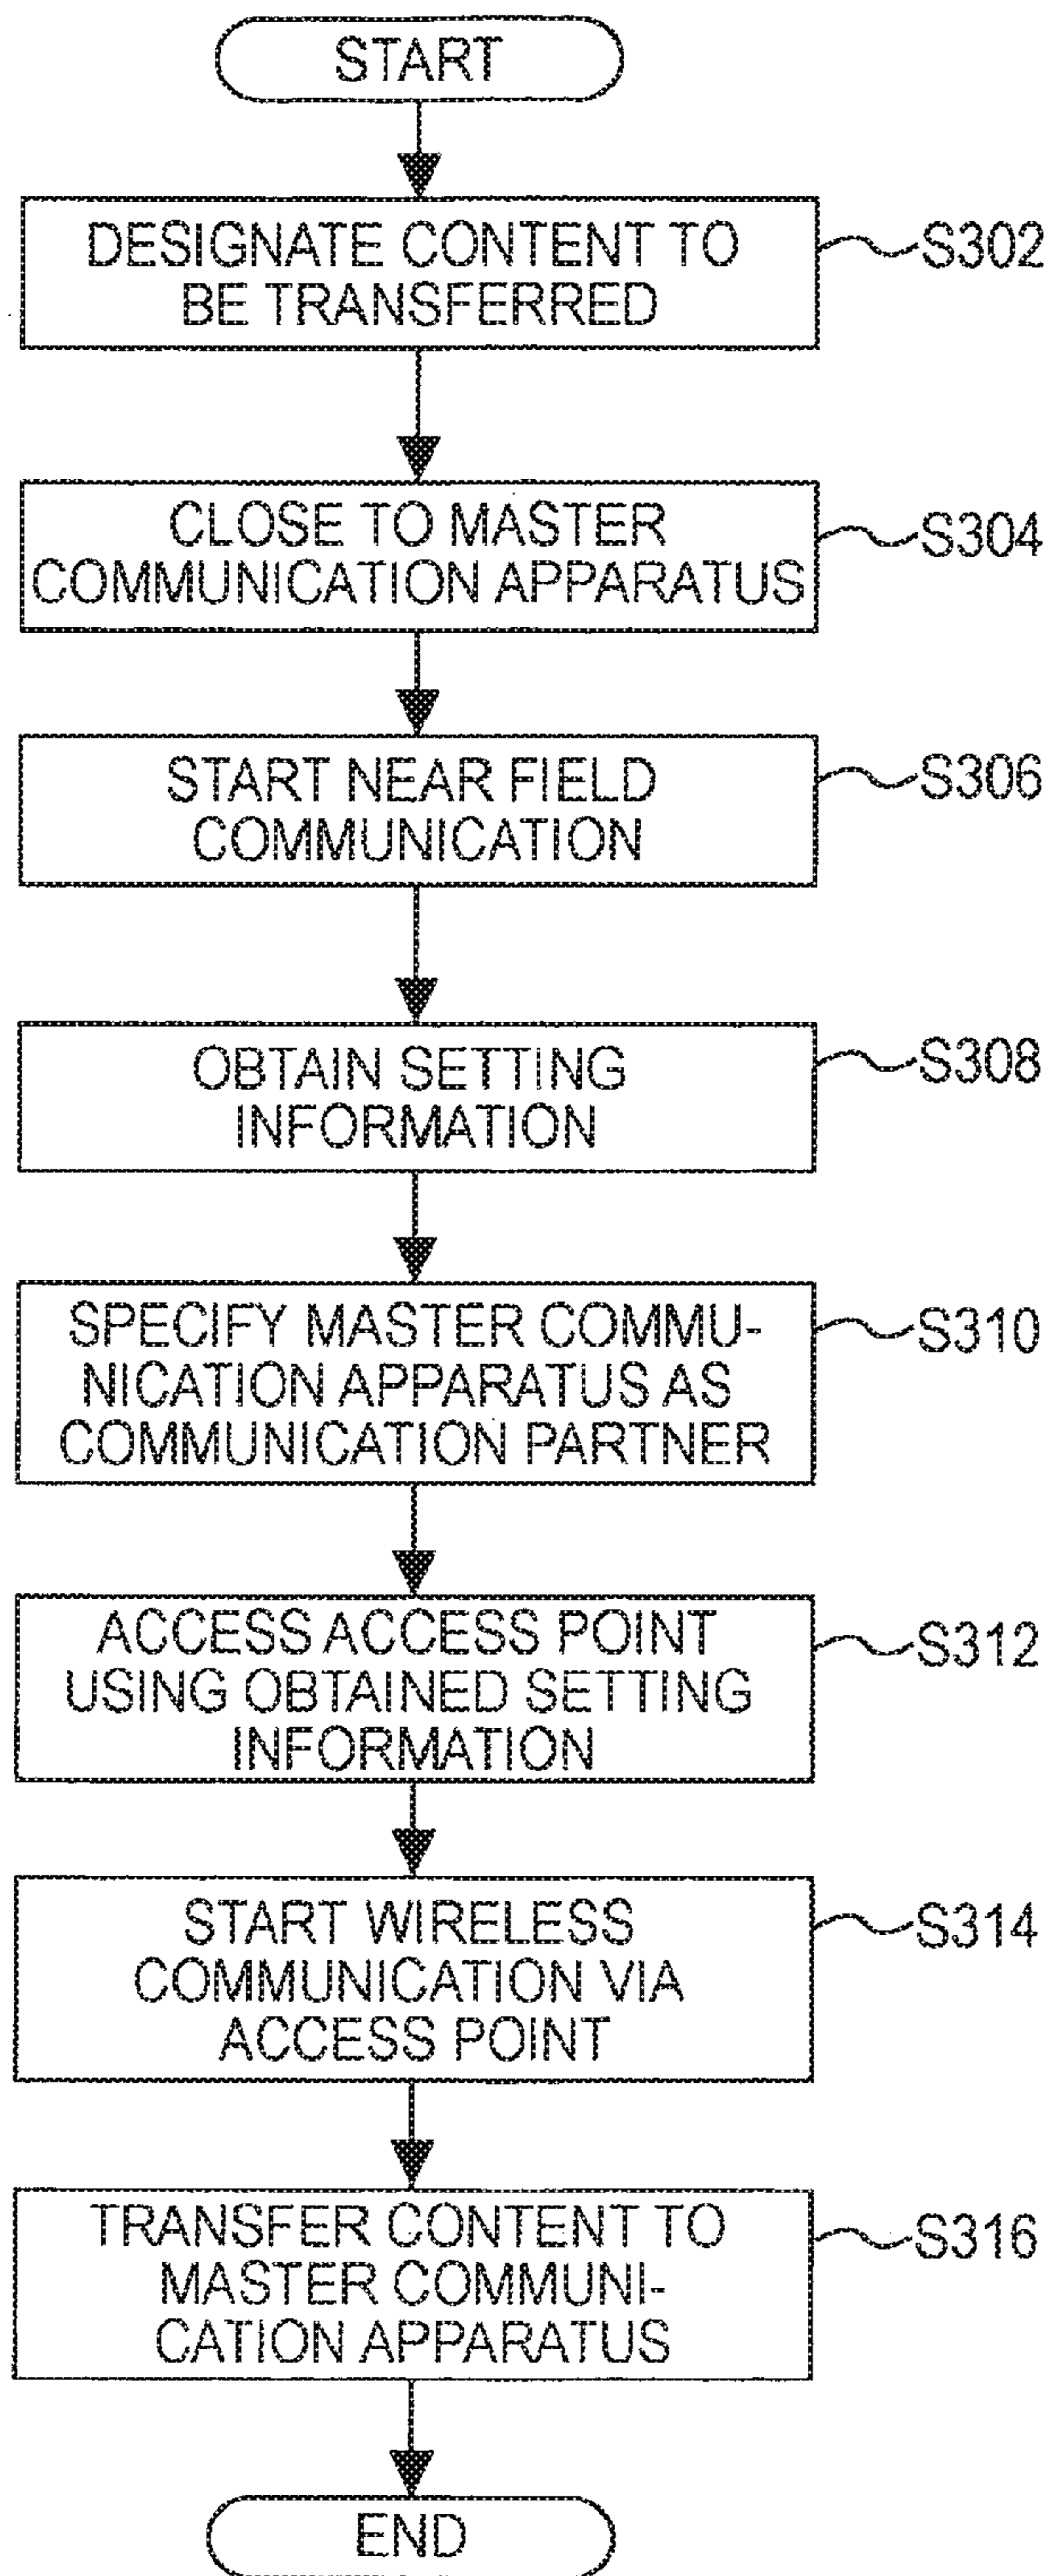 START
DESIGNATE CONTENT TO
BE TRANSFERRED
S302
CLOSE TO MASTER
COMMUNICATION APPARATUS
S304
START NEAR FIELD
COMMUNICATION
S306
OBTAIN SETTING
INFORMATION
S308
SPECIFY MASTER COMMU-
NICATION APPARATUS AS
COMMUNICATION PARTNER
S310
ACCESS ACCESS POINT
USING OBTAINED SETTING
INFORMATION
S312
START WIRELESS
COMMUNICATION VIA
ACCESS POINT
S314
TRANSFER CONTENT TO
MASTER COMMUNI-
CATION APPARATUS
S316
END